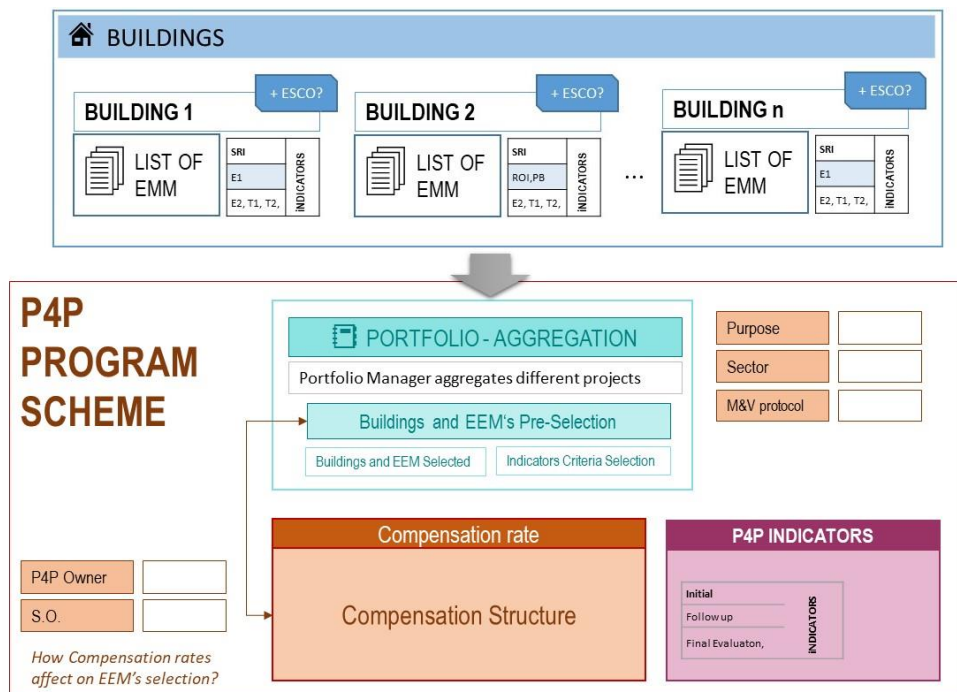 BUILDINGS
+ ESCO?
BUILDING 1
LIST OF
EMM
SRI
E1
E2, T1, T2,
iNDICATORS
+ ESCO?
BUILDING 2
LIST OF
EMM
SRI
ROI,PB
E2, T1, T2,
iNDICATORS
...
+ ESCO?
BUILDING n
LIST OF
EMM
SRI
E1
E2, T1, T2,
iNDICATORS
P4P
PROGRAM
SCHEME
PORTFOLIO - AGGREGATION
Portfolio Manager aggregates different projects
Buildings and EEM's Pre-Selection
Buildings and EEM Selected
Indicators Criteria Selection
Purpose
Sector
M&V protocol
P4P Owner
S.O.
How Compensation rates
affect on EEM's selection?
Compensation rate
Compensation Structure
P4P INDICATORS
Initial
Follow up
Final Evaluaton,
iNDICATORS